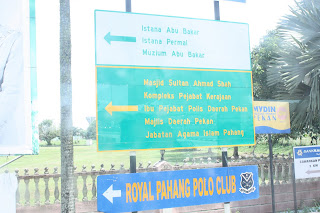 Istana Abu Bakar
Istana Permai
Muzium Abu Bakar
Masjid Sultan Ahmad Shah
Kompleks Pejabat Kerajaan
Ibu Pejabat Polis Daerah Pekan
Majlis Daerah Pekan
Jabatan Agama Islam Pahang
MYDIN
PEKAN
ROYAL PAHANG POLO CLUB